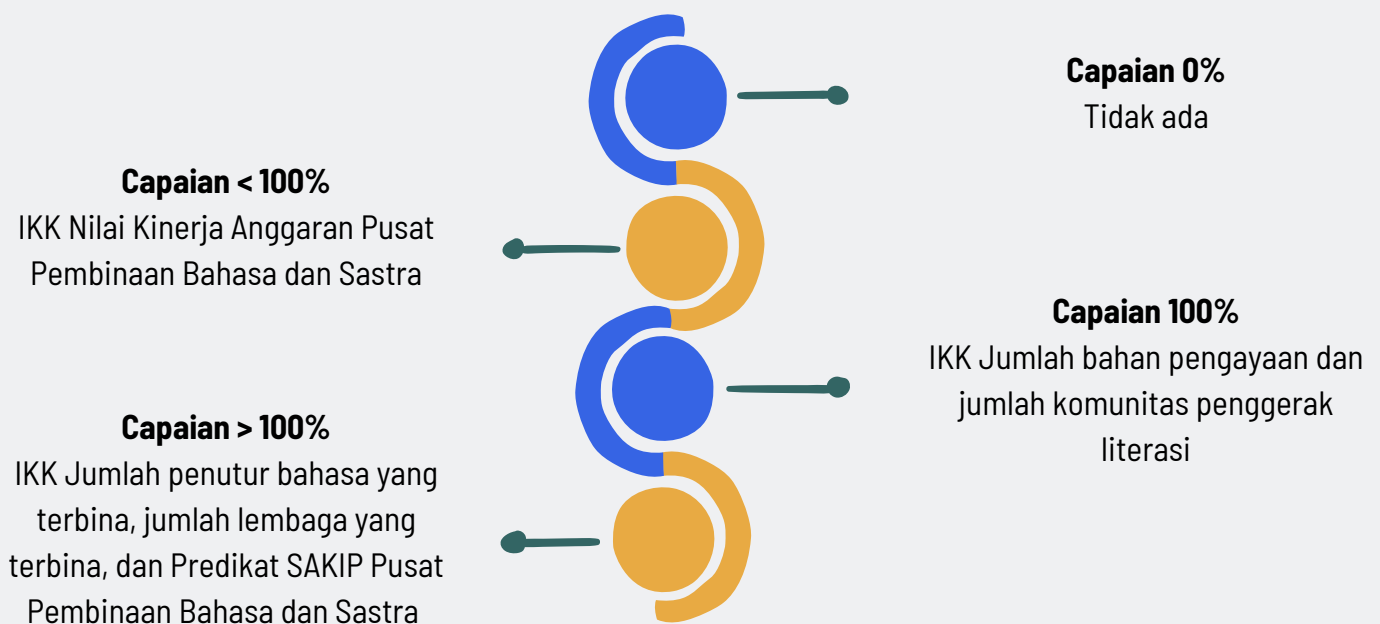 Capaian 0%
Tidak ada
Capaian < 100%
IKK Nilai Kinerja Anggaran Pusat
Pembinaan Bahasa dan Sastra
Capaian 100%
IKK Jumlah bahan pengayaan dan
jumlah komunitas penggerak
literasi
Capaian > 100%
IKK Jumlah penutur bahasa yang
terbina, jumlah lembaga yang
terbina, dan Predikat SAKIP Pusat
Pembinaan Bahasa dan Sastra